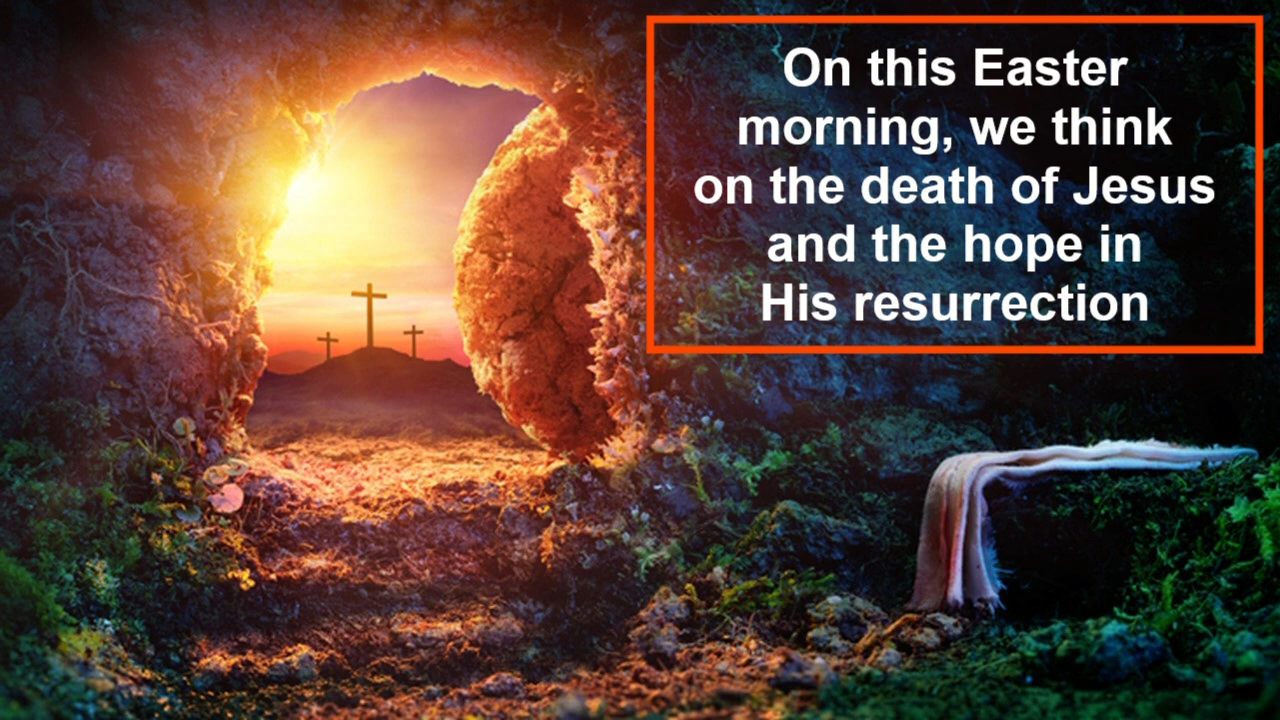 On this Easter
morning, we think
on the death of Jesus
and the hope in
His resurrection